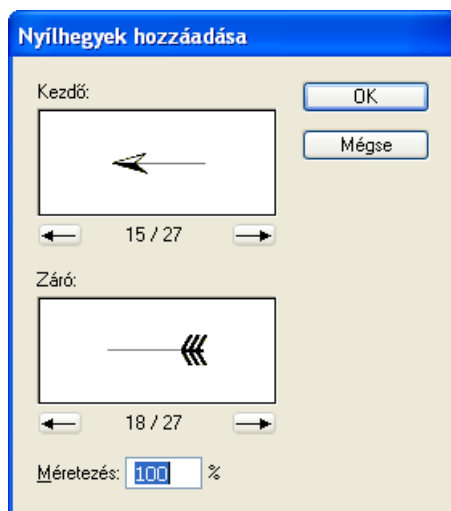 Nyílhegyek hozzáadása
Kezdő:
OK
Mégse
15 / 27
Záró:
18 / 27
Méretezés: 100 %